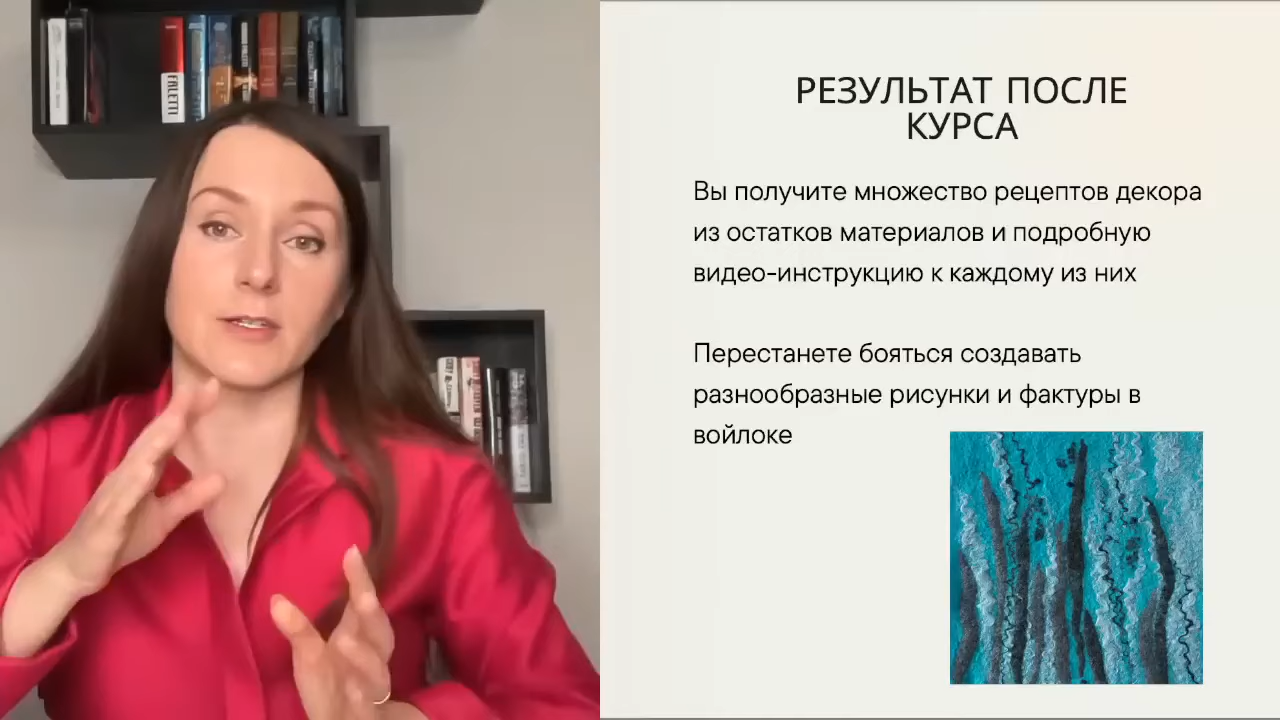 FALETTI
РЕЗУЛЬТАТ ПОСЛЕ
КУРСА
Вы получите множество рецептов декора
из остатков материалов и подробную
видео-инструкцию к каждому из них
Перестанете бояться создавать
разнообразные рисунки и фактуры в
войлоке